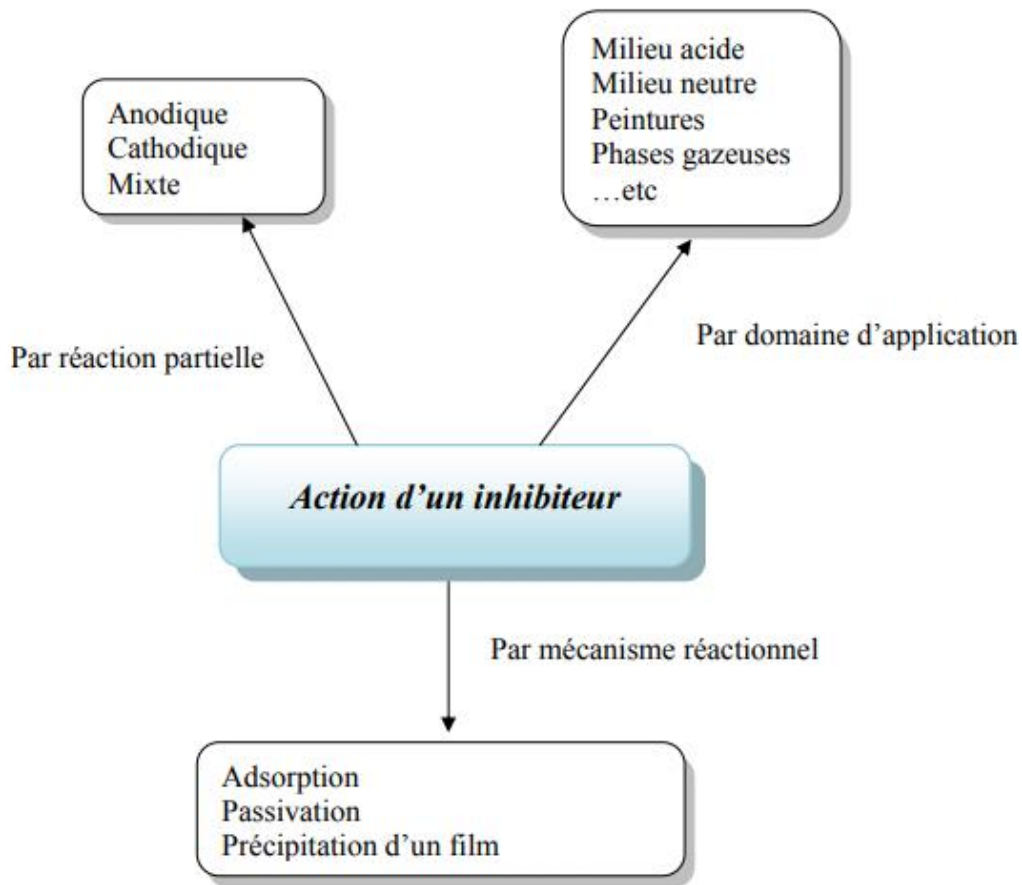 Milieu acide
Milieu neutre
Peintures
Phases gazeuses
…etc
Anodique
Cathodique
Mixte
Par domaine d’application
Par réaction partielle
Action d’un inhibiteur
Par mécanisme réactionnel
Adsorption
Passivation
Précipitation d’un film